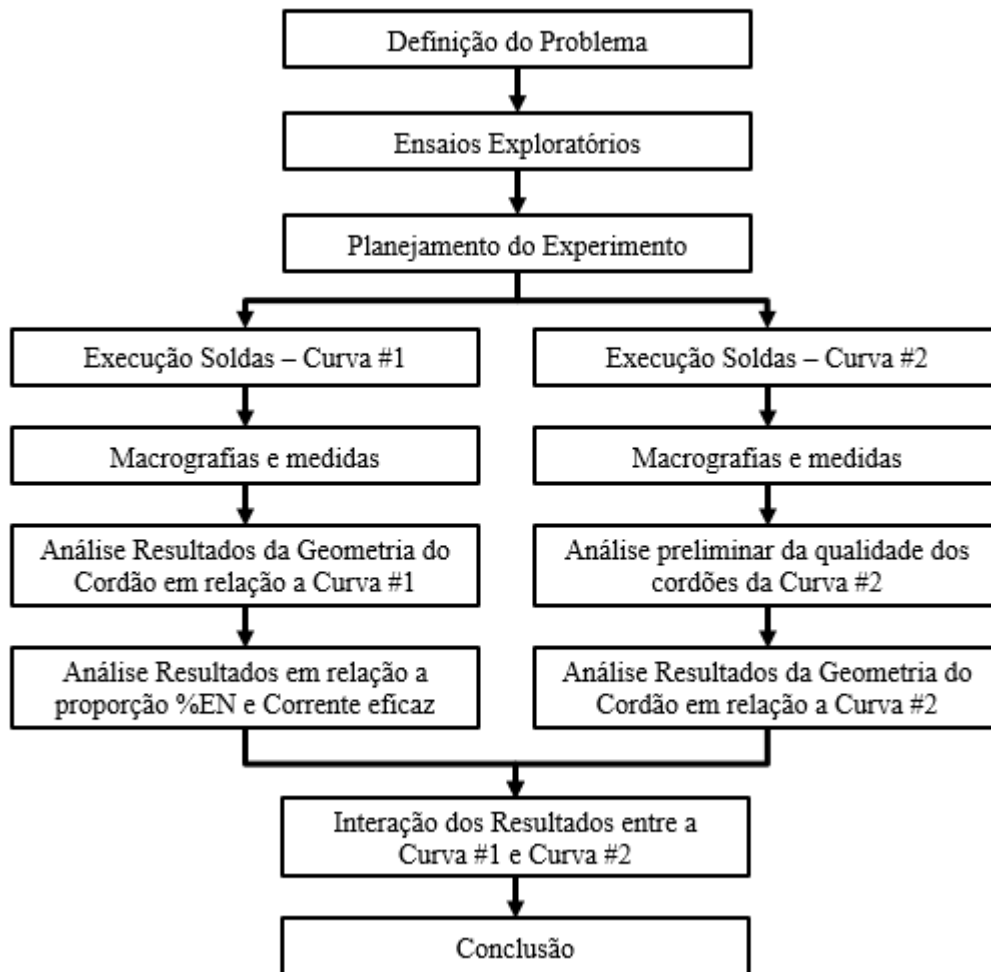 Definição do Problema
Ensaios Exploratórios
Planejamento do Experimento
Execução Soldas – Curva #1
Macrografias e medidas
Análise Resultados da Geometria do
Cordão em relação a Curva #1
Análise Resultados em relação a
proporção %EN e Corrente eficaz
Execução Soldas – Curva #2
Macrografias e medidas
Análise preliminar da qualidade dos
cordões da Curva #2
Análise Resultados da Geometria do
Cordão em relação a Curva #2
Interação dos Resultados entre a
Curva #1 e Curva #2
Conclusão